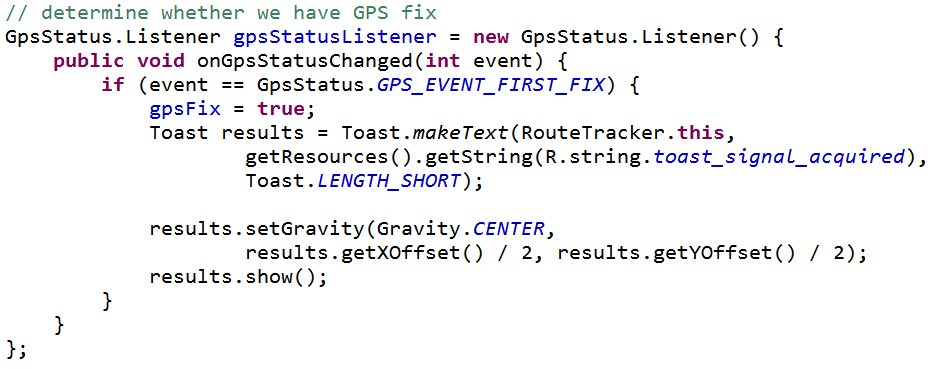 // determine whether we have GPS fix
GpsStatus.Listener gpsStatusListener = new GpsStatus.Listener() {
    public void onGpsStatusChanged(int event) {
        if (event == GpsStatus.GPS_EVENT_FIRST_FIX) {
            gpsFix = true;
            Toast results = Toast.makeText(RouteTracker.this,
                    getResources().getString(R.string.toast_signal_acquired),
                    Toast.LENGTH_SHORT);

            results.setGravity(Gravity.CENTER,
                    results.getXOffset() / 2, results.getYOffset() / 2);
            results.show();
        }
    }
};